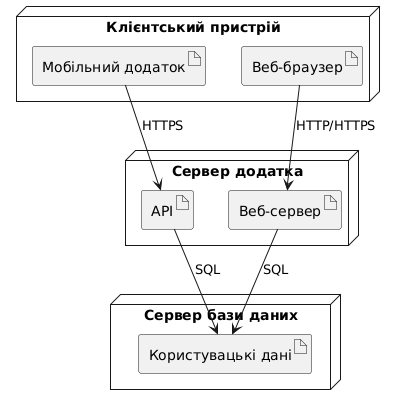 Клієнтський пристрій
Мобільний додаток
Веб-браузер
HTTPS
HTTP/HTTPS
Сервер додатка
API
Веб-сервер
SQL
SQL
Сервер бази даних
Користувацькі дані